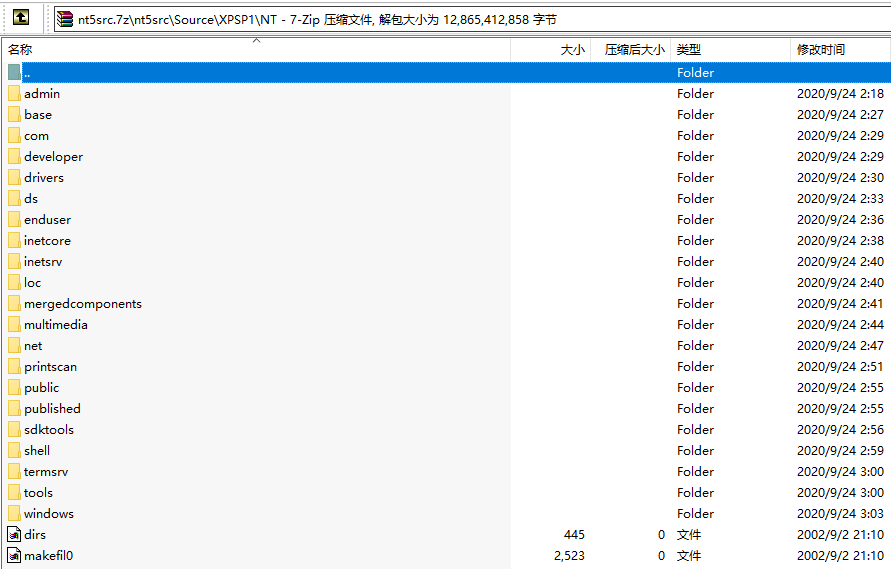 nt5src.7z\nt5src\Source\XPSP1\NT - 7-Zip 压缩文件, 解包大小为 12,865,412,858 字节
名称 大小 压缩后大小 类型 修改时间
.. Folder
admin Folder 2020/9/24 2:18
base Folder 2020/9/24 2:27
com Folder 2020/9/24 2:29
developer Folder 2020/9/24 2:29
drivers Folder 2020/9/24 2:30
ds Folder 2020/9/24 2:33
enduser Folder 2020/9/24 2:36
inetcore Folder 2020/9/24 2:38
inetsrv Folder 2020/9/24 2:40
loc Folder 2020/9/24 2:40
mergedcomponents Folder 2020/9/24 2:41
multimedia Folder 2020/9/24 2:44
net Folder 2020/9/24 2:47
printscan Folder 2020/9/24 2:51
public Folder 2020/9/24 2:55
published Folder 2020/9/24 2:55
sdktools Folder 2020/9/24 2:56
shell Folder 2020/9/24 2:59
termsrv Folder 2020/9/24 3:00
tools Folder 2020/9/24 3:00
windows Folder 2020/9/24 3:03
dirs 445 0 文件 2002/9/2 21:10
makefil0 2,523 0 文件 2002/9/2 21:10